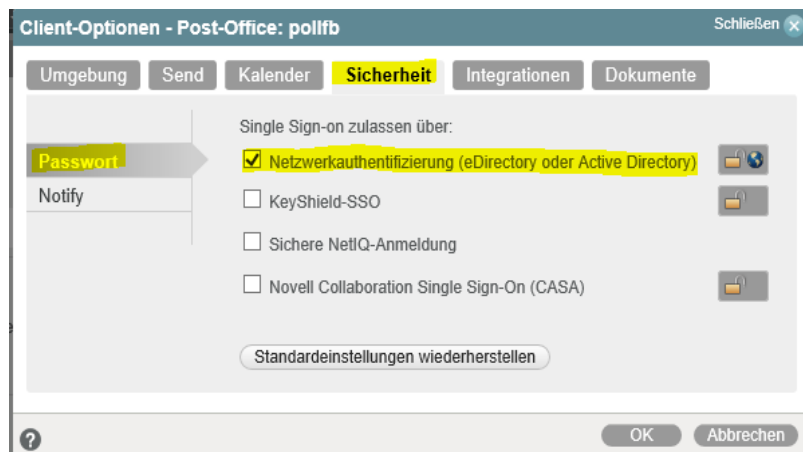 Client-Optionen - Post-Office: pollfb
Schließen
Umgebung Send Kalender Sicherheit Integrationen Dokumente
Single Sign-on zulassen über:
Passwort
Netzwerkauthentifizierung (eDirectory oder Active Directory)
Notify
KeyShield-SSO
Sichere NetIQ-Anmeldung
Novell Collaboration Single Sign-On (CASA)
Standardeinstellungen wiederherstellen
?
OK Abbrechen